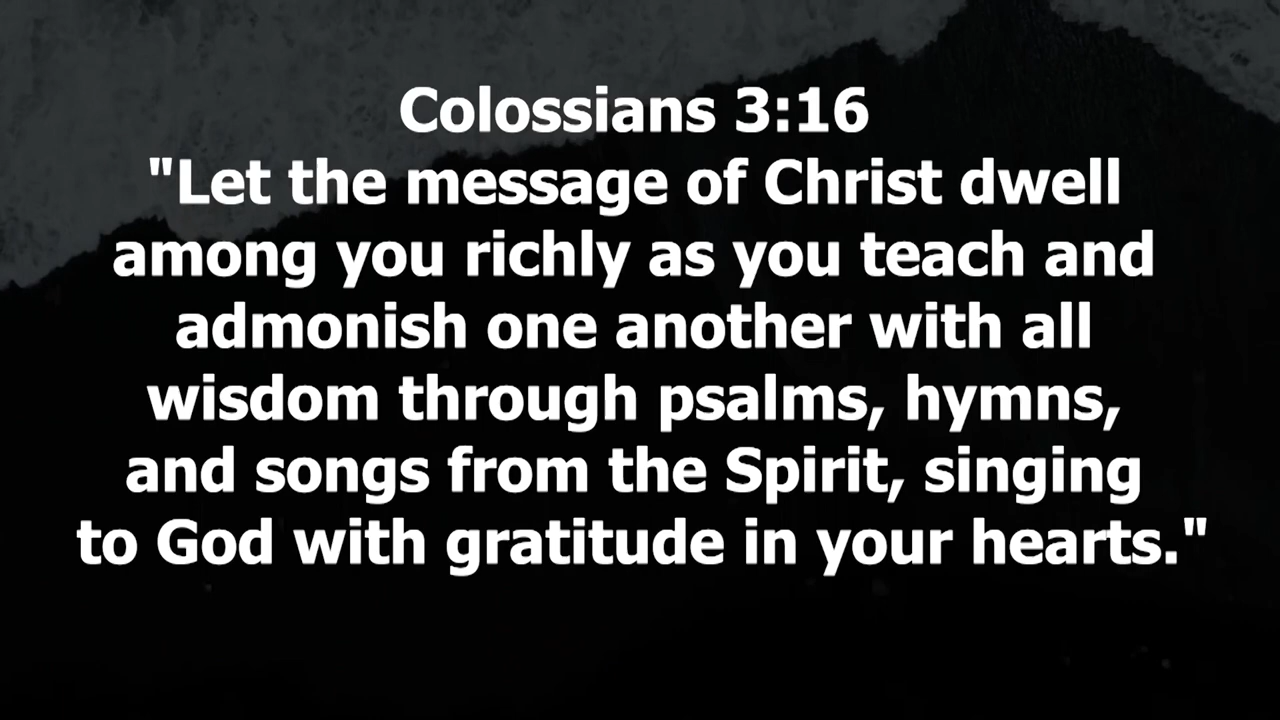 Colossians 3:16
"Let the message of Christ dwell
among you richly as you teach and
admonish one another with all
wisdom through psalms, hymns,
and songs from the Spirit, singing
to God with gratitude in your hearts."